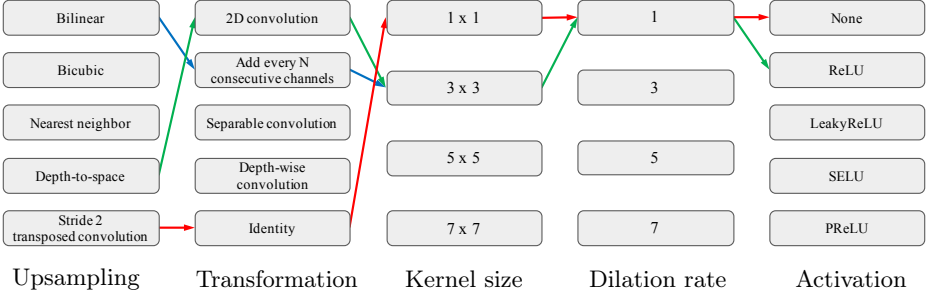 Bilinear
2D convolution
1 x 1
1
None
Bicubic
Add every N
consecutive channels
3 x 3
3
ReLU
Nearest neighbor
Separable convolution
5 x 5
5
LeakyReLU
Depth-to-space
Depth-wise
convolution
7 x 7
7
SELU
Stride 2
transposed convolution
Identity
PReLU
Upsampling
Transformation
Kernel size
Dilation rate
Activation